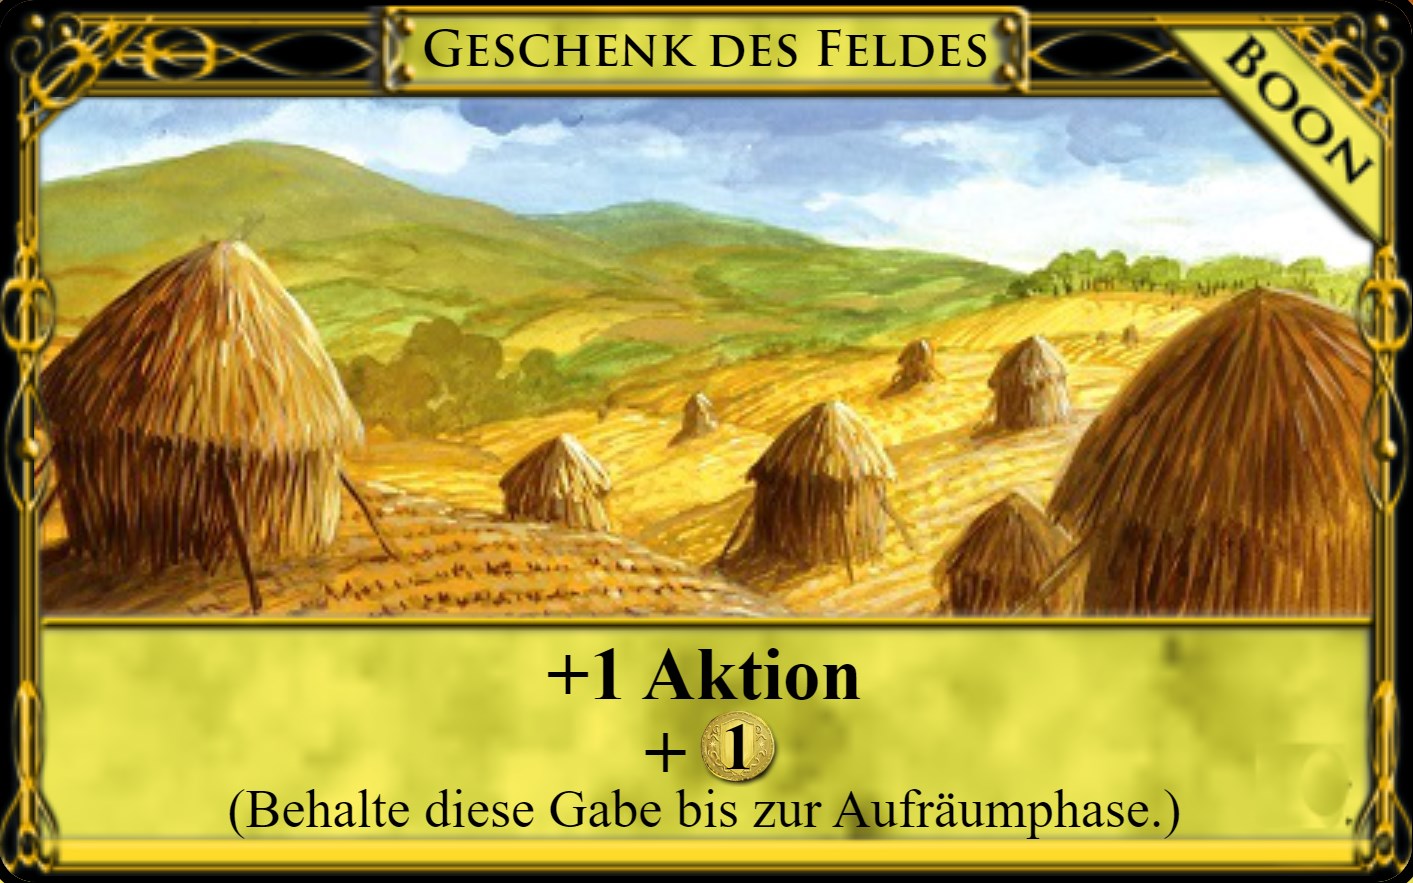 Geschenk des Feldes
Boon
+1 Aktion
+ 1
(Behalte diese Gabe bis zur Aufräumphase.)